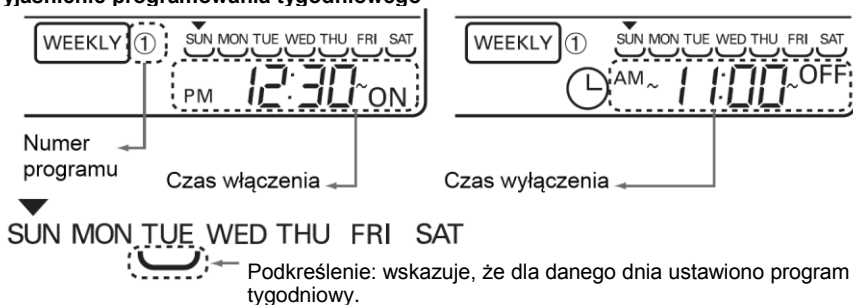 yjaśnienie programowania tygodniowego
WEEKLY ① SUN MON TUE WED THU FRI SAT
PM 12:30~ON
Numer programu
Czas włączenia
WEEKLY ① SUN MON TUE WED THU FRI SAT
AM~ 11:00~OFF
Czas wyłączenia
SUN MON TUE WED THU FRI SAT
Podkreślenie: wskazuje, że dla danego dnia ustawiono program
tygodniowy.